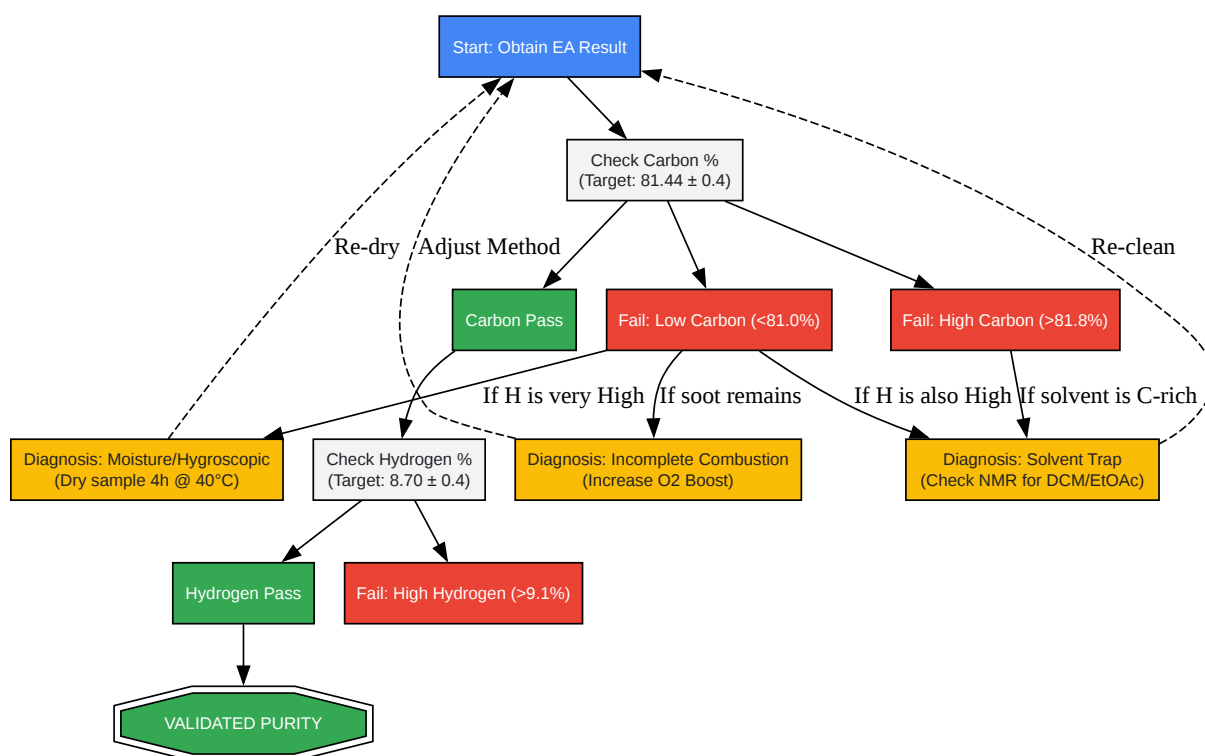 Start: Obtain EA Result
Check Carbon %
(Target: 81.44 ± 0.4)
Re-dry
Adjust Method
Re-clean
Carbon Pass
Fail: Low Carbon (<81.0%)
Fail: High Carbon (>81.8%)
If H is very High
If soot remains
If H is also High
If solvent is C-rich
Diagnosis: Moisture/Hygroscopic
(Dry sample 4h @ 40°C)
Check Hydrogen %
(Target: 8.70 ± 0.4)
Diagnosis: Incomplete Combustion
(Increase O2 Boost)
Diagnosis: Solvent Trap
(Check NMR for DCM/EtOAc)
Hydrogen Pass
Fail: High Hydrogen (>9.1%)
VALIDATED PURITY